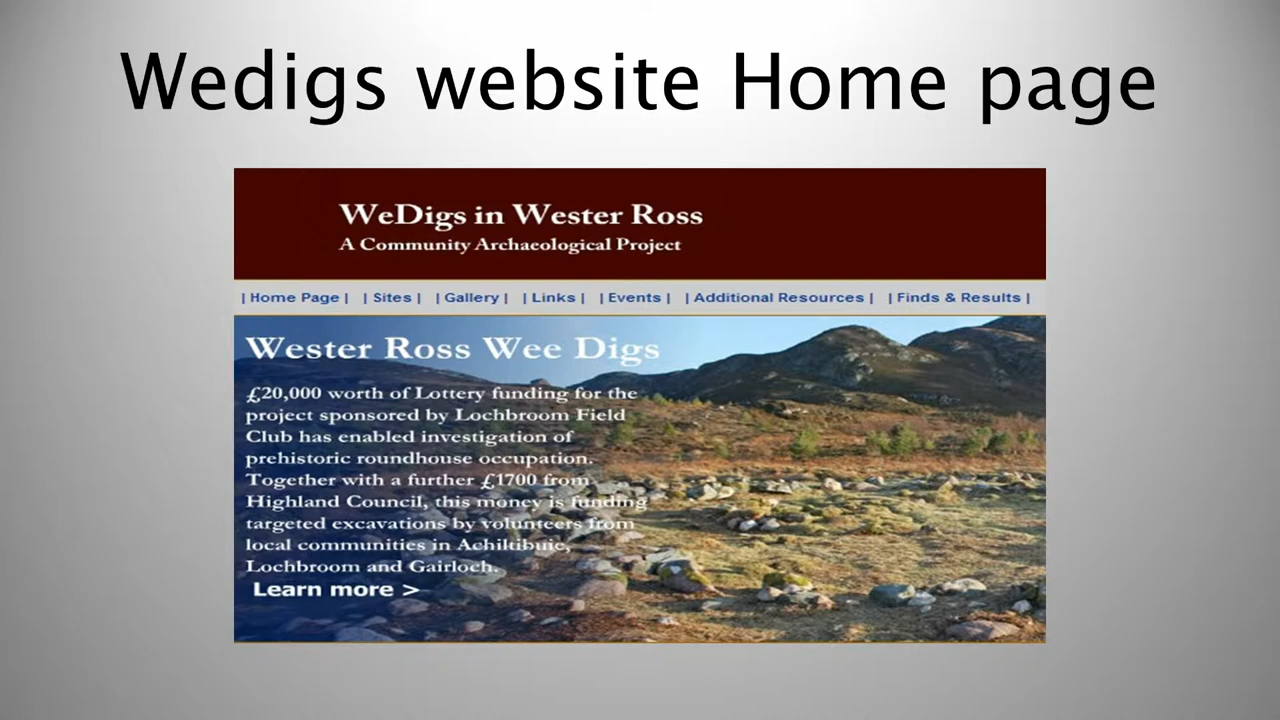 Wedigs website Home page
WeDigs in Wester Ross
A Community Archaeological Project
| Home Page | | Sites | | Gallery | | Links | | Events | | Additional Resources | | Finds & Results |
Wester Ross Wee Digs
£20,000 worth of Lottery funding for the
project sponsored by Lochbroom Field
Club has enabled investigation of
prehistoric roundhouse occupation.
Together with a further £1700 from
Highland Council, this money is funding
targeted excavations by volunteers from
local communities in Achiltibuie,
Lochbroom and Gairloch.
Learn more >